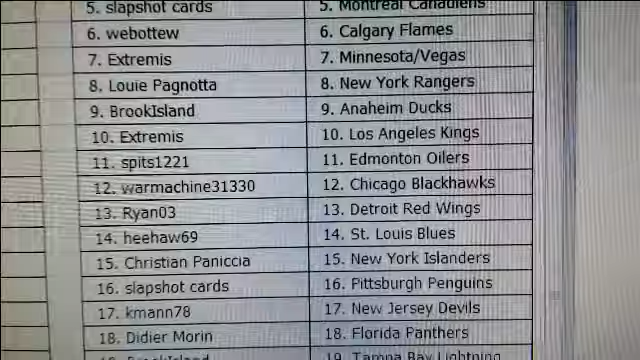 5. slapshot cards 5. Montreal Canadiens
6. webottew 6. Calgary Flames
7. Extremis 7. Minnesota/Vegas
8. Louie Pagnotta 8. New York Rangers
9. BrookIsland 9. Anaheim Ducks
10. Extremis 10. Los Angeles Kings
11. spits1221 11. Edmonton Oilers
12. warmachine31330 12. Chicago Blackhawks
13. Ryan03 13. Detroit Red Wings
14. heehaw69 14. St. Louis Blues
15. Christian Paniccia 15. New York Islanders
16. slapshot cards 16. Pittsburgh Penguins
17. kmann78 17. New Jersey Devils
18. Didier Morin 18. Florida Panthers
19. BrookIsland 19. Tampa Bay Lightning